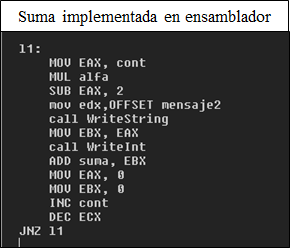 Suma implementada en ensamblador
l1:
MOV EAX, cont
MUL alfa
SUB EAX, 2
mov edx,OFFSET mensaje2
call WriteString
MOV EBX, EAX
call WriteInt
ADD suma, EBX
MOV EAX, 0
MOV EBX, 0
INC cont
DEC ECX
JNZ l1